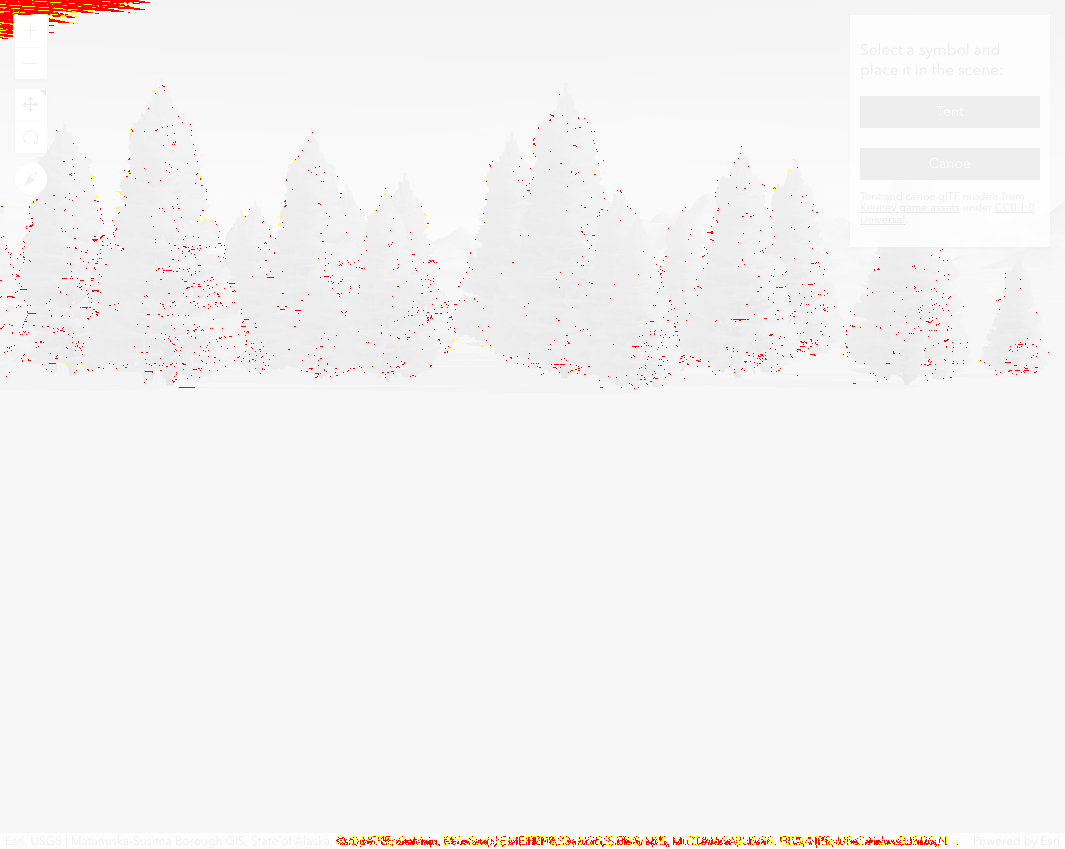 Select a symbol and
place it in the scene:
Tent
Canoe
Tent and canoe glTF models from
Kenney game assets under CC0 1.0
Universal
Esri, USGS | Matanuska-Susitna Borough GIS, State of Alaska,
Powered by Esri